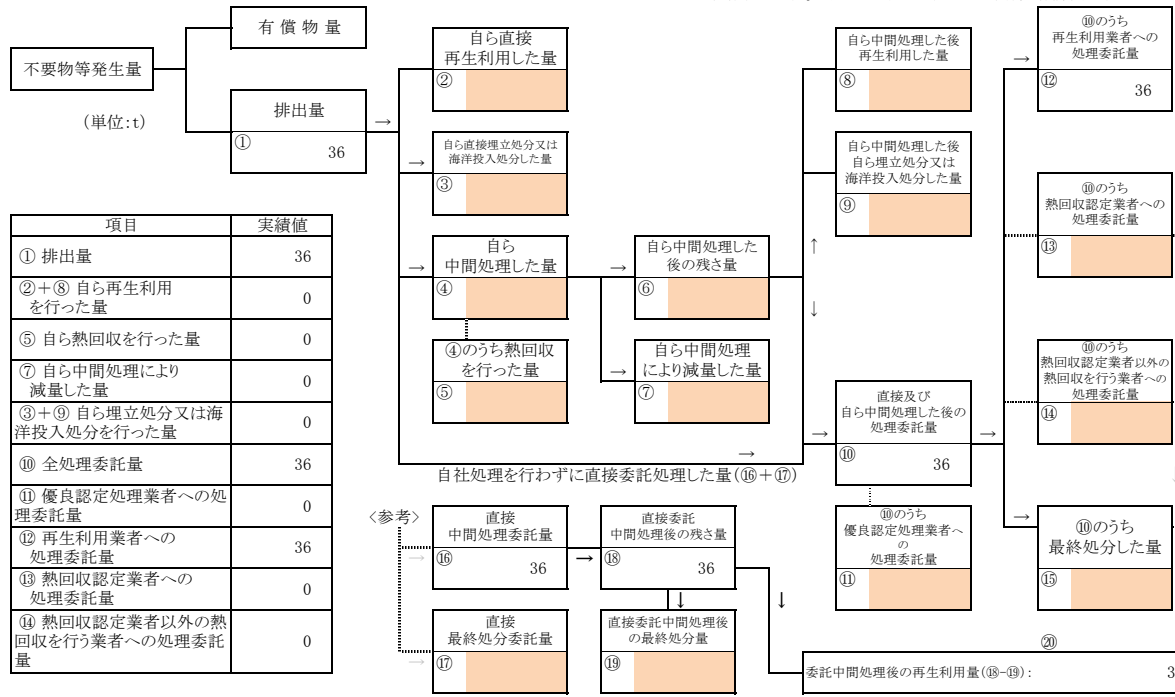 不要物等発生量
有 償 物 量
(単位:t)
排出量
①
36
→
自ら直接
再生利用した量
②
→
自ら直接埋立処分又は
海洋投入処分した量
③
→
自ら
中間処理した量
④
④のうち熱回収
を行った量
⑤
→
自ら中間処理した
後の残さ量
⑥
→
自ら中間処理
により減量した量
⑦
自ら中間処理した後
再生利用した量
⑧
自ら中間処理した後
自ら埋立処分又は
海洋投入処分した量
⑨
↑
↓
→
→
自社処理を行わずに直接委託処理した量(⑯+⑰)
直接及び
自ら中間処理した後の
処理委託量
⑩
36
→
⑩のうち
優良認定処理業者へ
の
処理委託量
⑪
→
⑩のうち
再生利用業者への
処理委託量
⑫
36
⑩のうち
熱回収認定業者への
処理委託量
⑬
⑩のうち
熱回収認定業者以外の
熱回収を行う業者への
処理委託量
⑭
→
⑩のうち
最終処分した量
⑮
項目 実績値
① 排出量 36
②+⑧ 自ら再生利用
を行った量 0
⑤ 自ら熱回収を行った量 0
⑦ 自ら中間処理により
減量した量 0
③+⑨ 自ら埋立処分又は海
洋投入処分を行った量 0
⑩ 全処理委託量 36
⑪ 優良認定処理業者への処
理委託量 0
⑫ 再生利用業者への
処理委託量 36
⑬ 熱回収認定業者への
処理委託量 0
⑭ 熱回収認定業者以外の熱
回収を行う業者への処理委託
量 0
〈参考〉
→
直接
中間処理委託量
⑯
36
→
直接委託
中間処理後の残さ量
⑱
36
→
直接
最終処分委託量
⑰
↓
↓
直接委託中間処理後
の最終処分量
⑲
⑳
委託中間処理後の再生利用量(⑱-⑲):
3